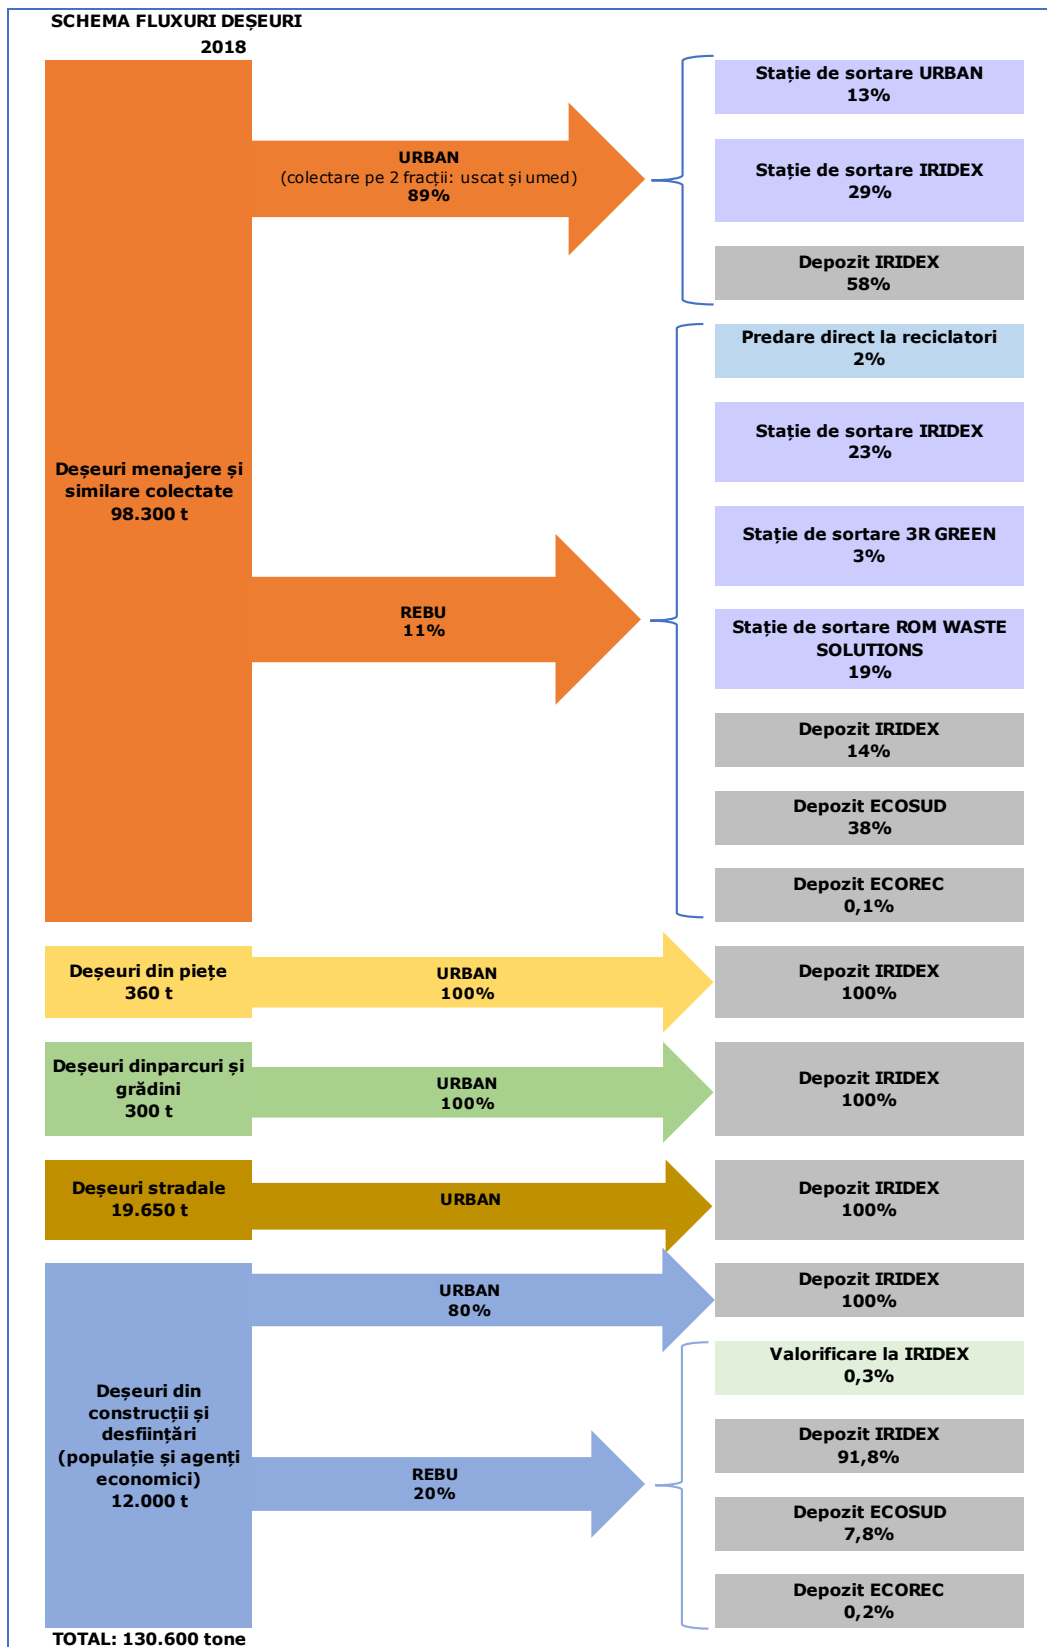 SCHEMA FLUXURI DEȘEURI
2018
Deșeuri menajere și
similare colectate
98.300 t
URBAN
(colectare pe 2 fracții: uscat și umed)
89%
Stație de sortare URBAN
13%
Stație de sortare IRIDEX
29%
Depozit IRIDEX
58%
REBU
11%
Predare direct la reciclatori
2%
Stație de sortare IRIDEX
23%
Stație de sortare 3R GREEN
3%
Stație de sortare ROM WASTE
SOLUTIONS
19%
Depozit IRIDEX
14%
Depozit ECOSUD
38%
Depozit ECOREC
0,1%
Deșeuri din piețe
360 t
URBAN
100%
Depozit IRIDEX
100%
Deșeuri dinparcuri și
grădini
300 t
URBAN
100%
Depozit IRIDEX
100%
Deșeuri stradale
19.650 t
URBAN
Depozit IRIDEX
100%
Deșeuri din
construcții și
desființări
(populație și agenți
economici)
12.000 t
URBAN
80%
Depozit IRIDEX
100%
REBU
20%
Valorificare la IRIDEX
0,3%
Depozit IRIDEX
91,8%
Depozit ECOSUD
7,8%
Depozit ECOREC
0,2%
TOTAL: 130.600 tone